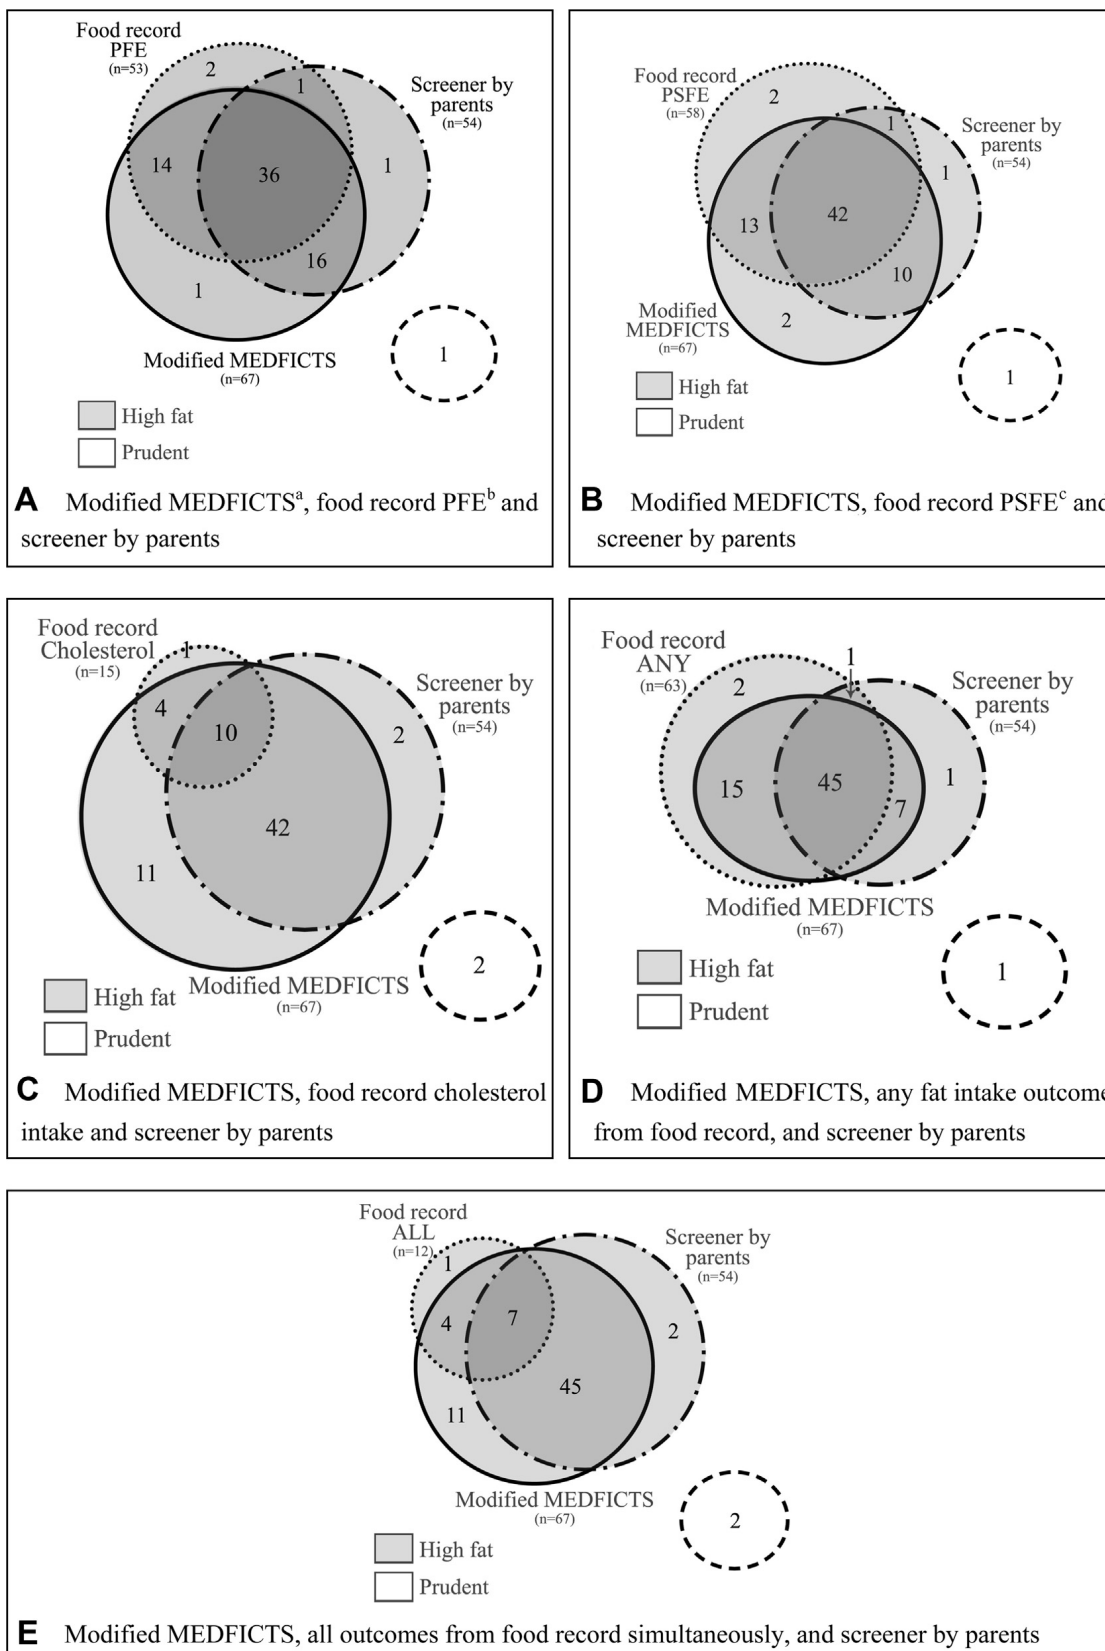 Food record
PFE
(n=53)
2
1
Screener by
parents
(n=54)
14
36
1
16
1
Modified MEDFICTS
(n=67)
1
High fat
Prudent
A Modified MEDFICTSa, food record PFEb and
screener by parents
Food record
PSFE
(n=58)
2
1
Screener by
parents
(n=54)
1
13
42
10
Modified
MEDFICTS
(n=67)
2
1
High fat
Prudent
B Modified MEDFICTS, food record PSFEc and
screener by parents
Food record
Cholesterol
(n=15)
1
Screener by
parents
(n=54)
4
10
2
42
11
Modified MEDFICTS
(n=67)
2
High fat
Prudent
C Modified MEDFICTS, food record cholesterol
intake and screener by parents
Food record
ANY
(n=63)
1
2
Screener by
parents
(n=54)
15
45
7
1
Modified MEDFICTS
(n=67)
1
High fat
Prudent
D Modified MEDFICTS, any fat intake outcome
from food record, and screener by parents
Food record
ALL
(n=12)
1
Screener by
parents
(n=54)
4
7
2
45
11
Modified MEDFICTS
(n=67)
2
High fat
Prudent
E Modified MEDFICTS, all outcomes from food record simultaneously, and screener by parents